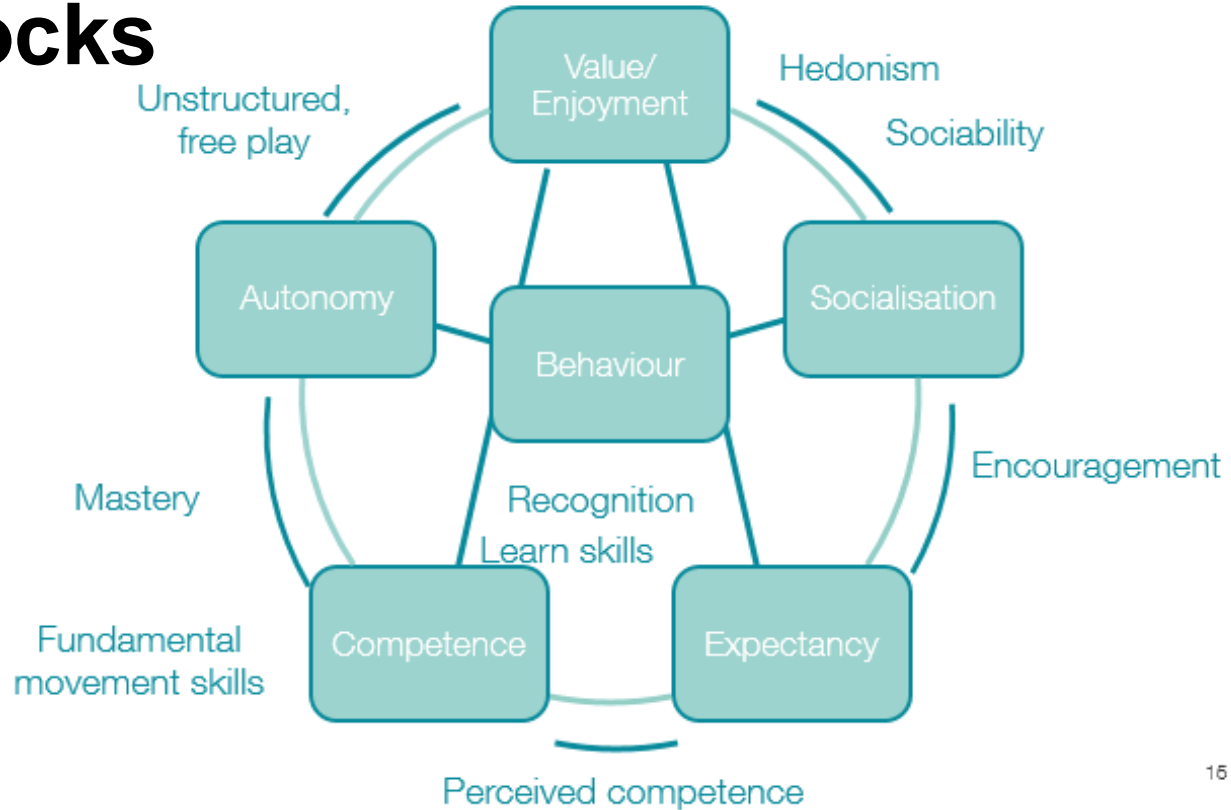 ocks
Value/
Enjoyment
Hedonism
Sociability
Unstructured,
free play
Autonomy
Socialisation
Behaviour
Encouragement
Mastery
Recognition
Learn skills
Fundamental
movement skills
Competence
Expectancy
Perceived competence
15